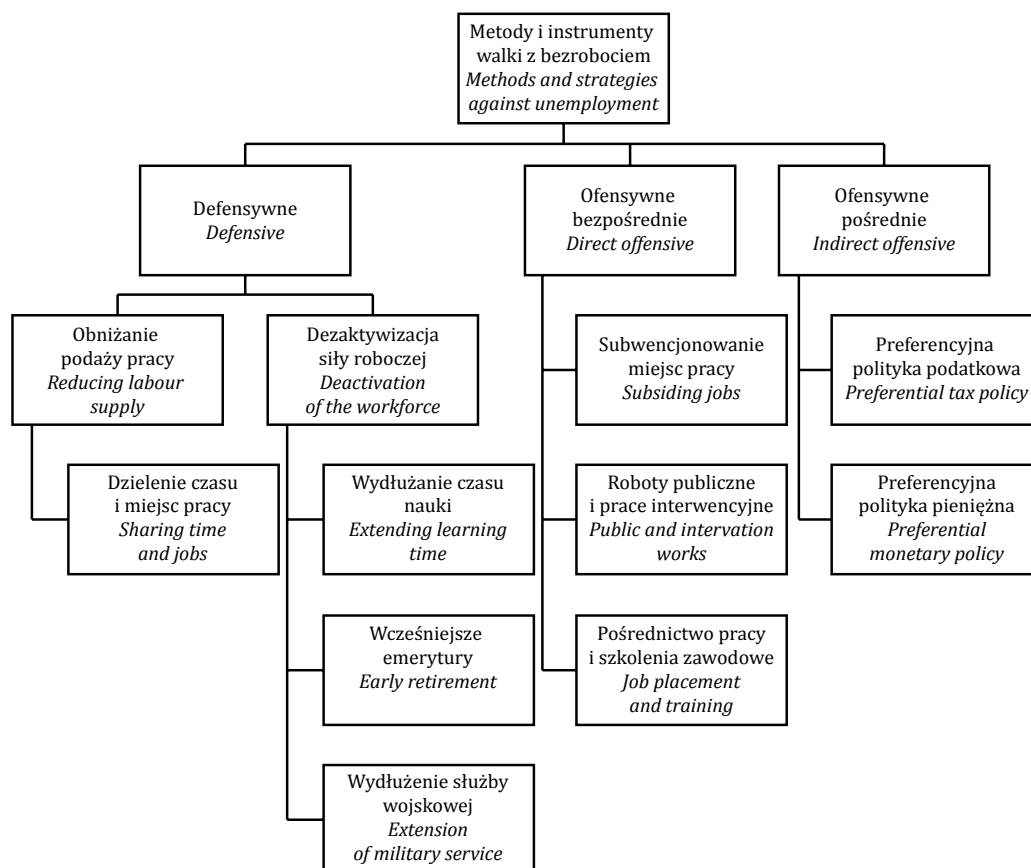 Metody i instrumenty
walki z bezrobociem
Methods and strategies
against unemployment
Defensywne
Defensive
Ofensywne
bezpośrednie
Direct offensive
Ofensywne
pośrednie
Indirect offensive
Obniżanie
podaży pracy
Reducing labour
supply
Dezaktywizacja
siły roboczej
Deactivation
of the workforce
Subwencjonowanie
miejsc pracy
Subsiding jobs
Preferencyjna
polityka podatkowa
Preferential tax policy
Dzielenie czasu
i miejsc pracy
Sharing time
and jobs
Wydłużanie czasu
nauki
Extending learning
time
Roboty publiczne
i prace interwencyjne
Public and intervation
works
Preferencyjna
polityka pieniężna
Preferential
monetary policy
Wcześniejsze
emerytury
Early retirement
Pośrednictwo pracy
i szkolenia zawodowe
Job placement
and training
Wydłużenie służby
wojskowej
Extension
of military service